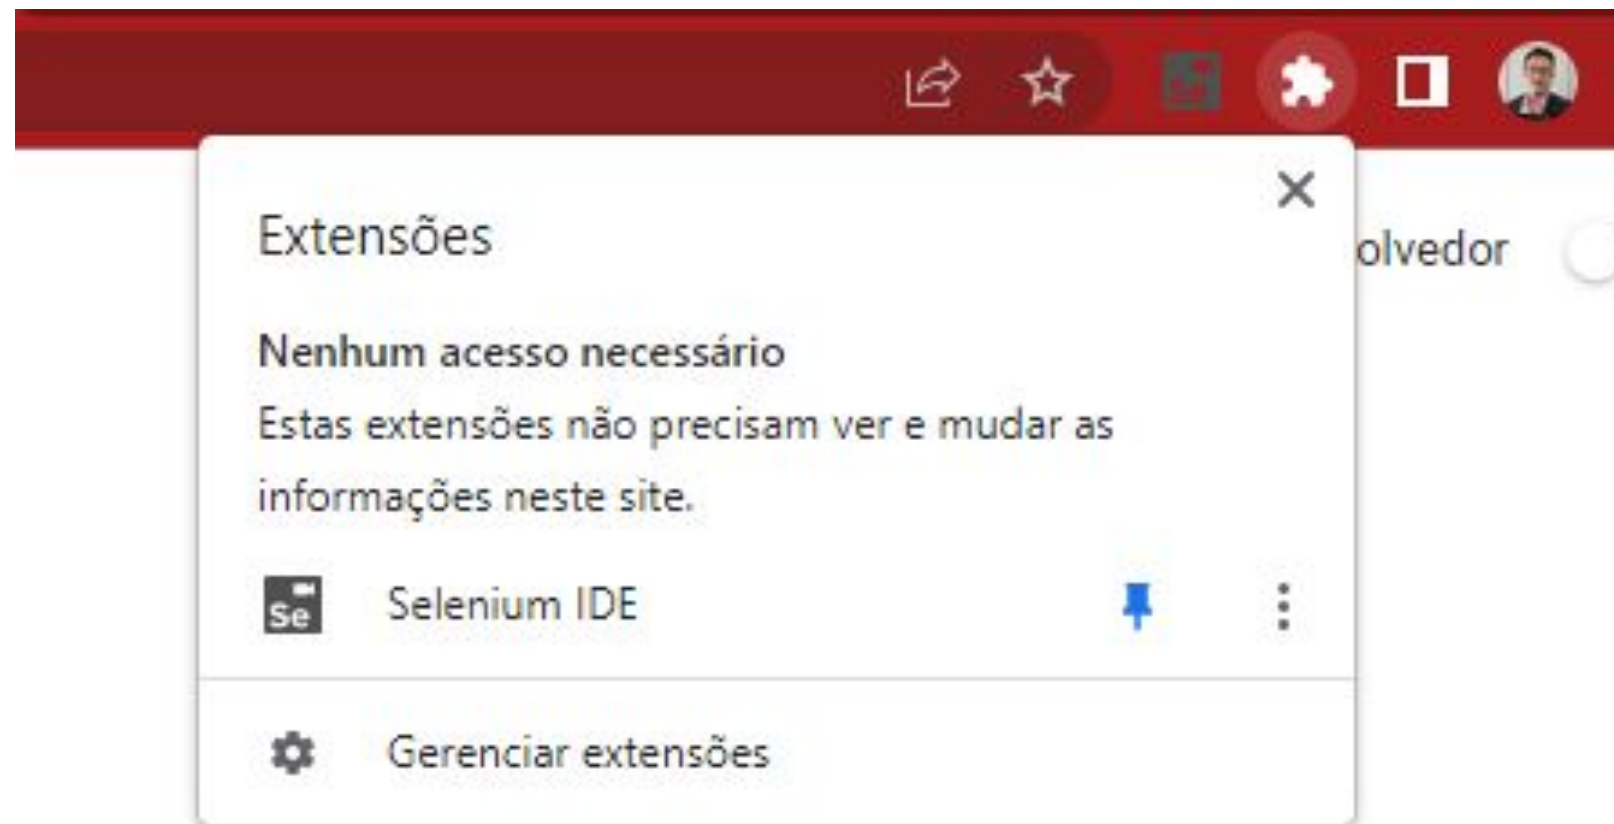 Extensões
olvedor
Nenhum acesso necessário
Estas extensões não precisam ver e mudar as
informações neste site.
Se Selenium IDE
Gerenciar extensões